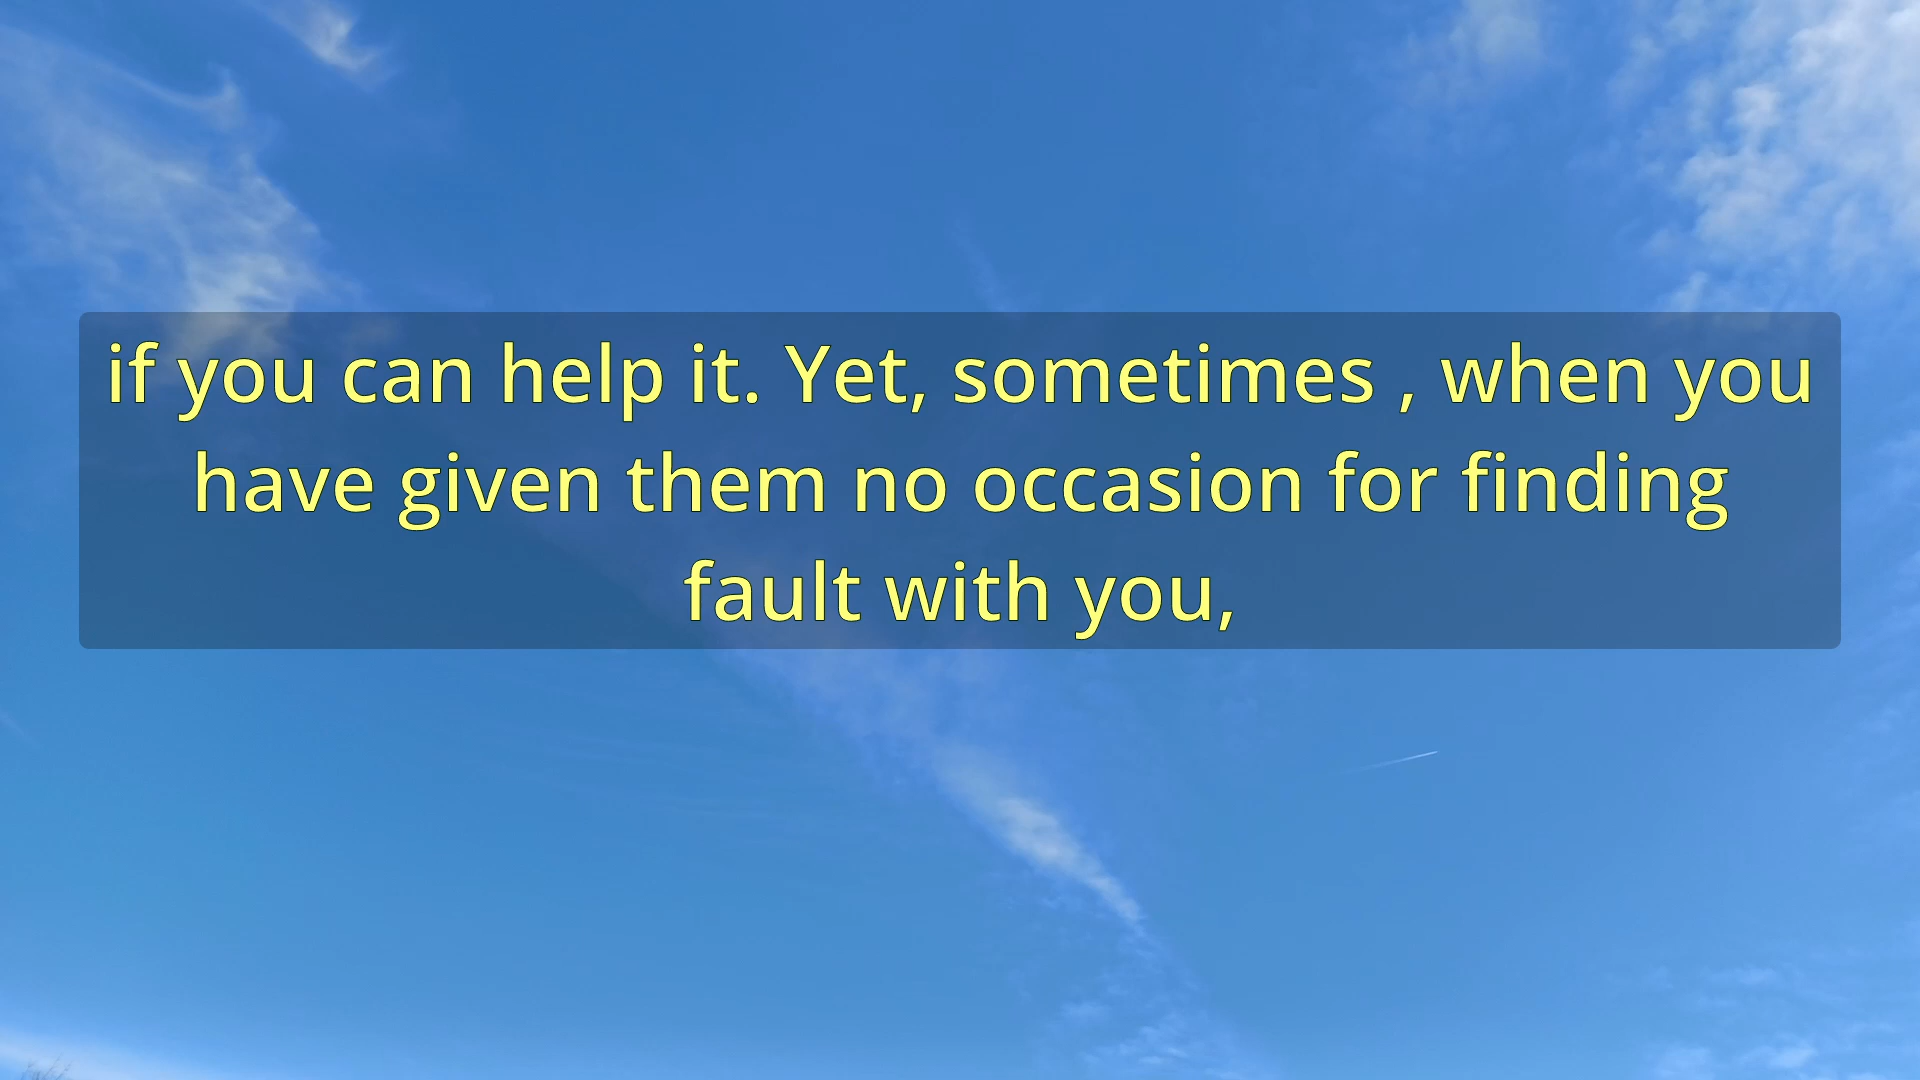 if you can help it. Yet, sometimes , when you
have given them no occasion for finding
fault with you,